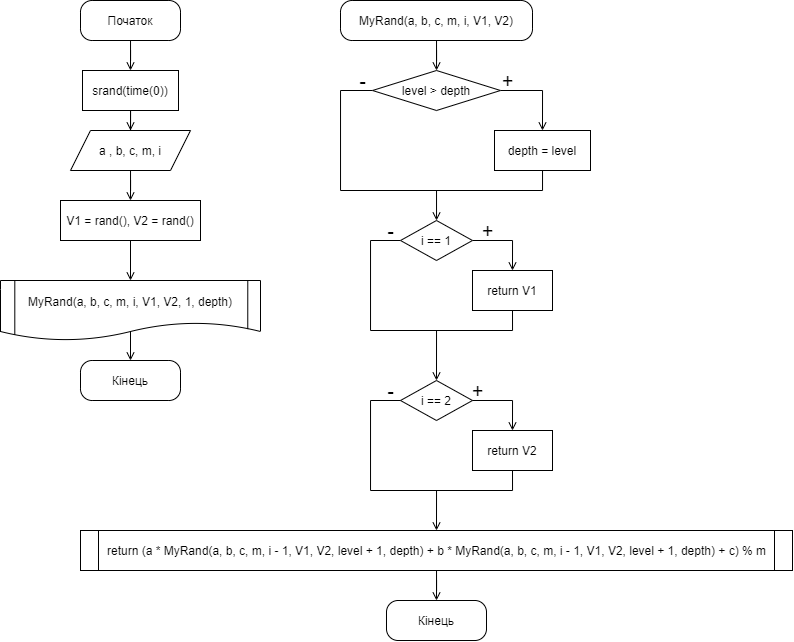 Початок
srand(time(0))
a , b, c, m, i
V1 = rand(), V2 = rand()
MyRand(a, b, c, m, i, V1, V2, 1, depth)
Кінець
MyRand(a, b, c, m, i, V1, V2)
-
+
level > depth
depth = level
-
+
i == 1
return V1
-
+
i == 2
return V2
return (a * MyRand(a, b, c, m, i - 1, V1, V2, level + 1, depth) + b * MyRand(a, b, c, m, i - 1, V1, V2, level + 1, depth) + c) % m
Кінець